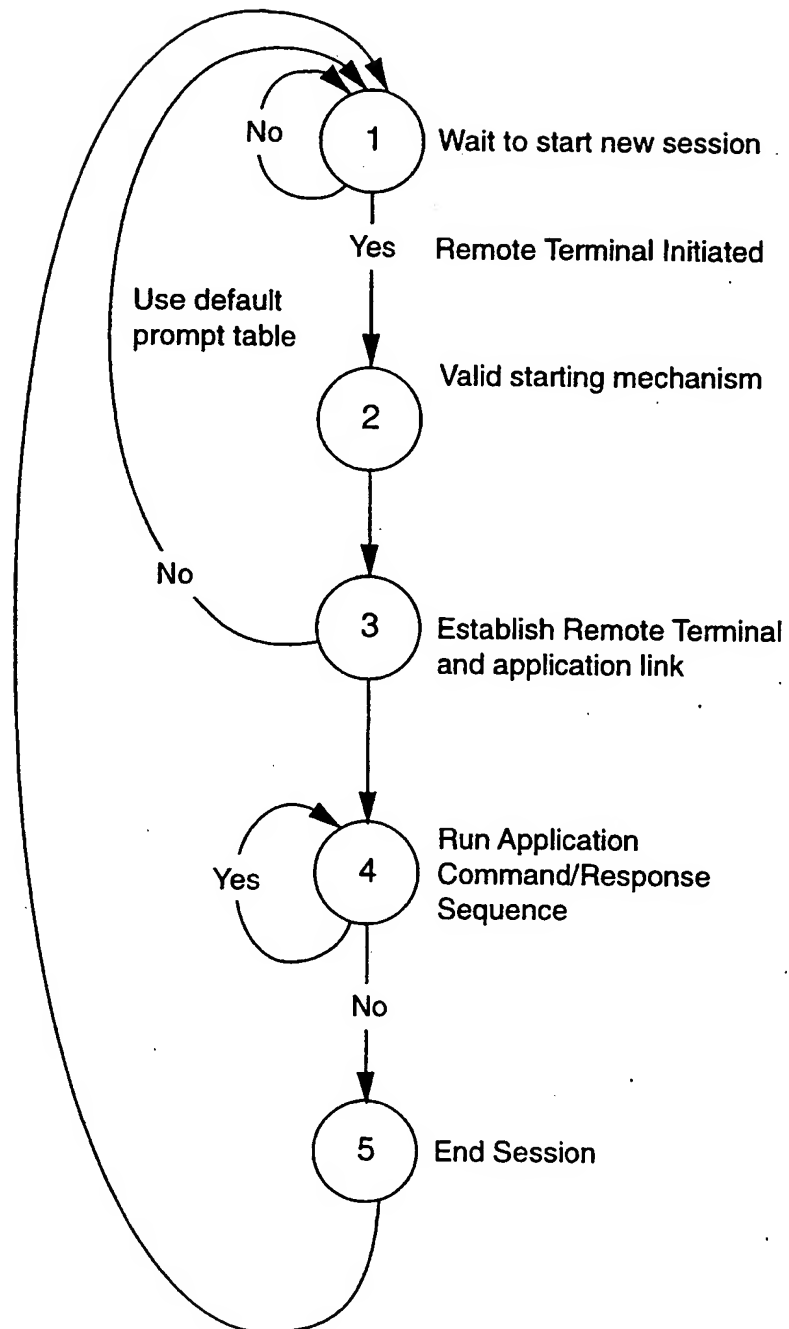 No
1
Wait to start new session
Yes
Remote Terminal Initiated
Use default
prompt table
Valid starting mechanism
2
No
3
Establish Remote Terminal
and application link
Yes
4
Run Application
Command/Response
Sequence
No
5
End Session